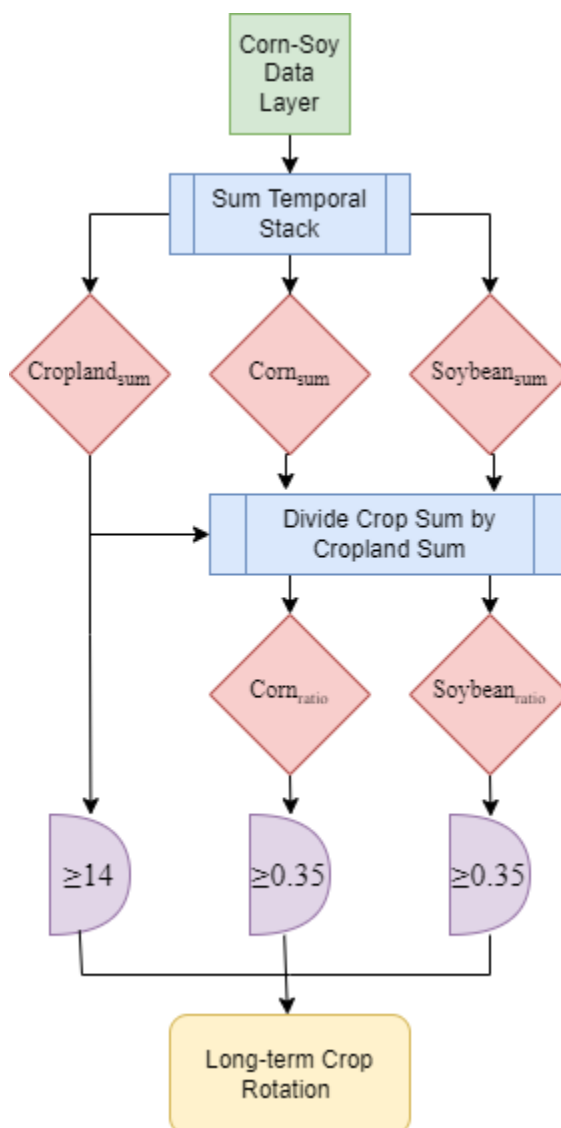 Corn-Soy
Data
Layer
Sum Temporal
Stack
Cropland_sum
Corn_sum
Soybean_sum
Divide Crop Sum by
Cropland Sum
Corn_ratio
Soybean_ratio
≥14
≥0.35
≥0.35
Long-term Crop
Rotation